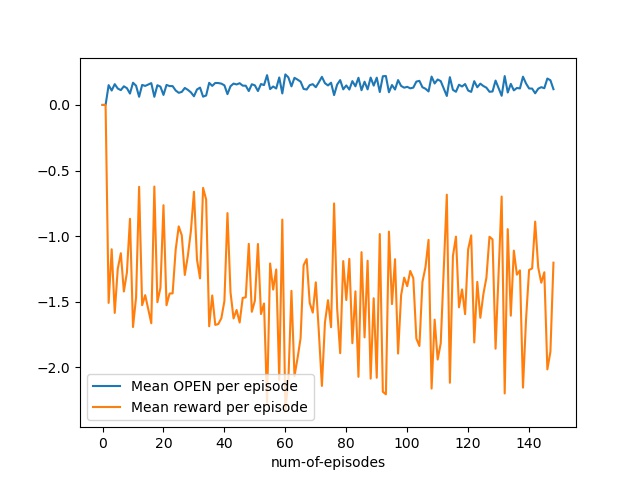 0.0
−0.5
−1.0
−1.5
−2.0
Mean OPEN per episode
Mean reward per episode
0 20 40 60 80 100 120 140
num-of-episodes